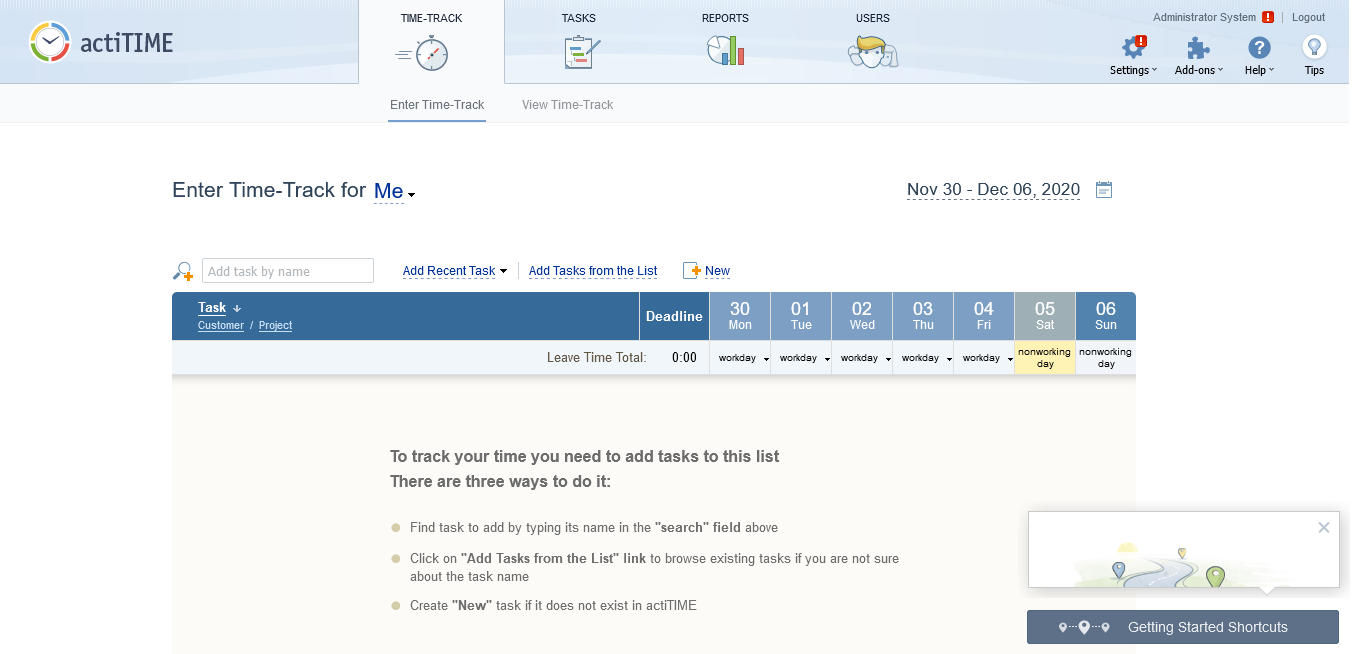 actiTIME
TIME-TRACK
TASKS
REPORTS
USERS
Administrator System ! | Logout
Settings
Add-ons
Help
Tips
Enter Time-Track
View Time-Track
Enter Time-Track for Me
Nov 30 - Dec 06, 2020
Add task by name
Add Recent Task
Add Tasks from the List
New
Task
Customer / Project
Deadline
30 Mon
01 Tue
02 Wed
03 Thu
04 Fri
05 Sat
06 Sun
Leave Time Total: 0:00
workday
workday
workday
workday
workday
nonworking
day
nonworking
day
To track your time you need to add tasks to this list
There are three ways to do it:
Find task to add by typing its name in the "search" field above
Click on "Add Tasks from the List" link to browse existing tasks if you are not sure
about the task name
Create "New" task if it does not exist in actiTIME
Getting Started Shortcuts